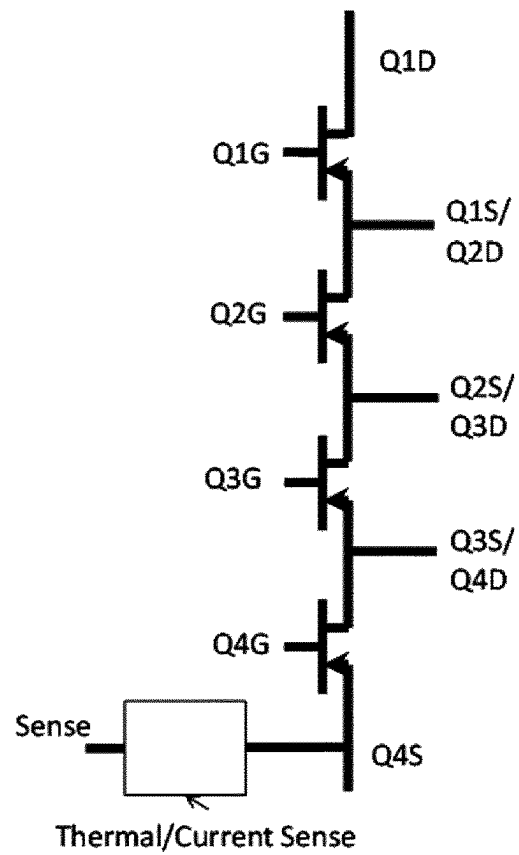 Q1D
Q1G
Q1S/
Q2D
Q2G
Q2S/
Q3D
Q3G
Q3S/
Q4D
Q4G
Sense
Q4S
Thermal/Current Sense